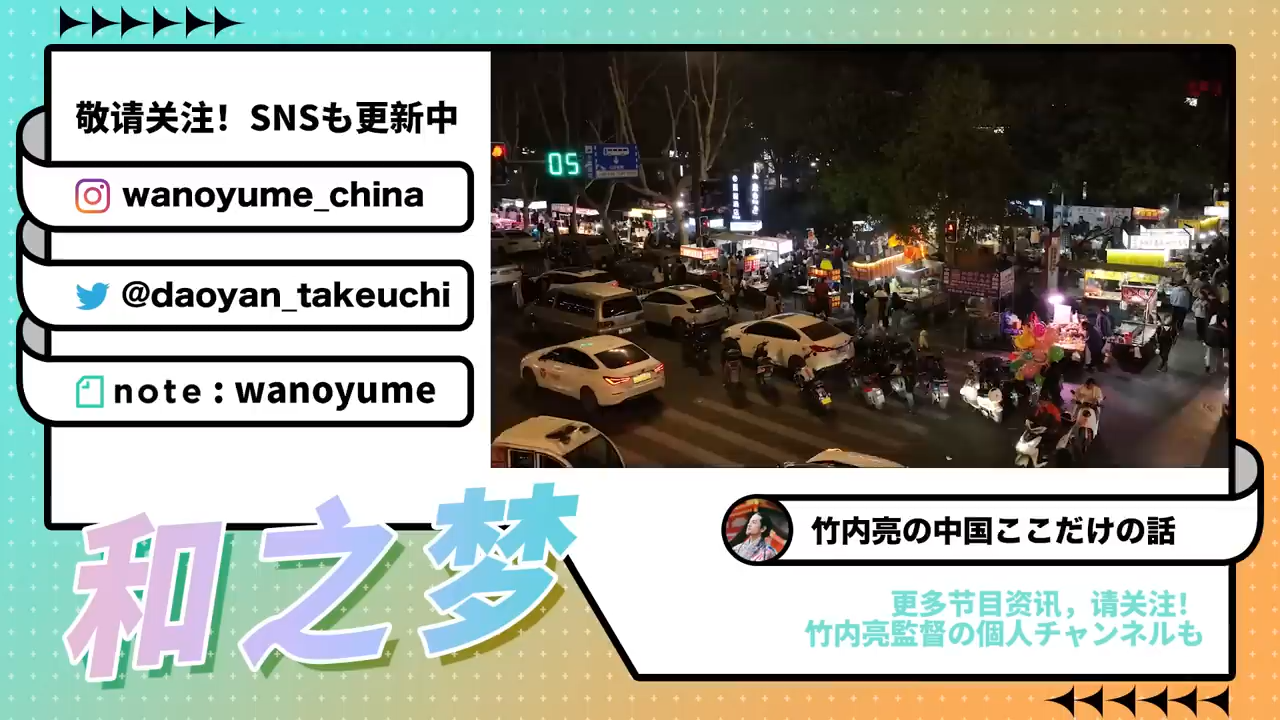 敬请关注！SNSも更新中
wanoyume_china
@daoyan_takeuchi
note：wanoyume
05
和之梦
竹内亮の中国ここだけの話
更多节目资讯，请关注！
竹内亮監督の個人チャンネルも